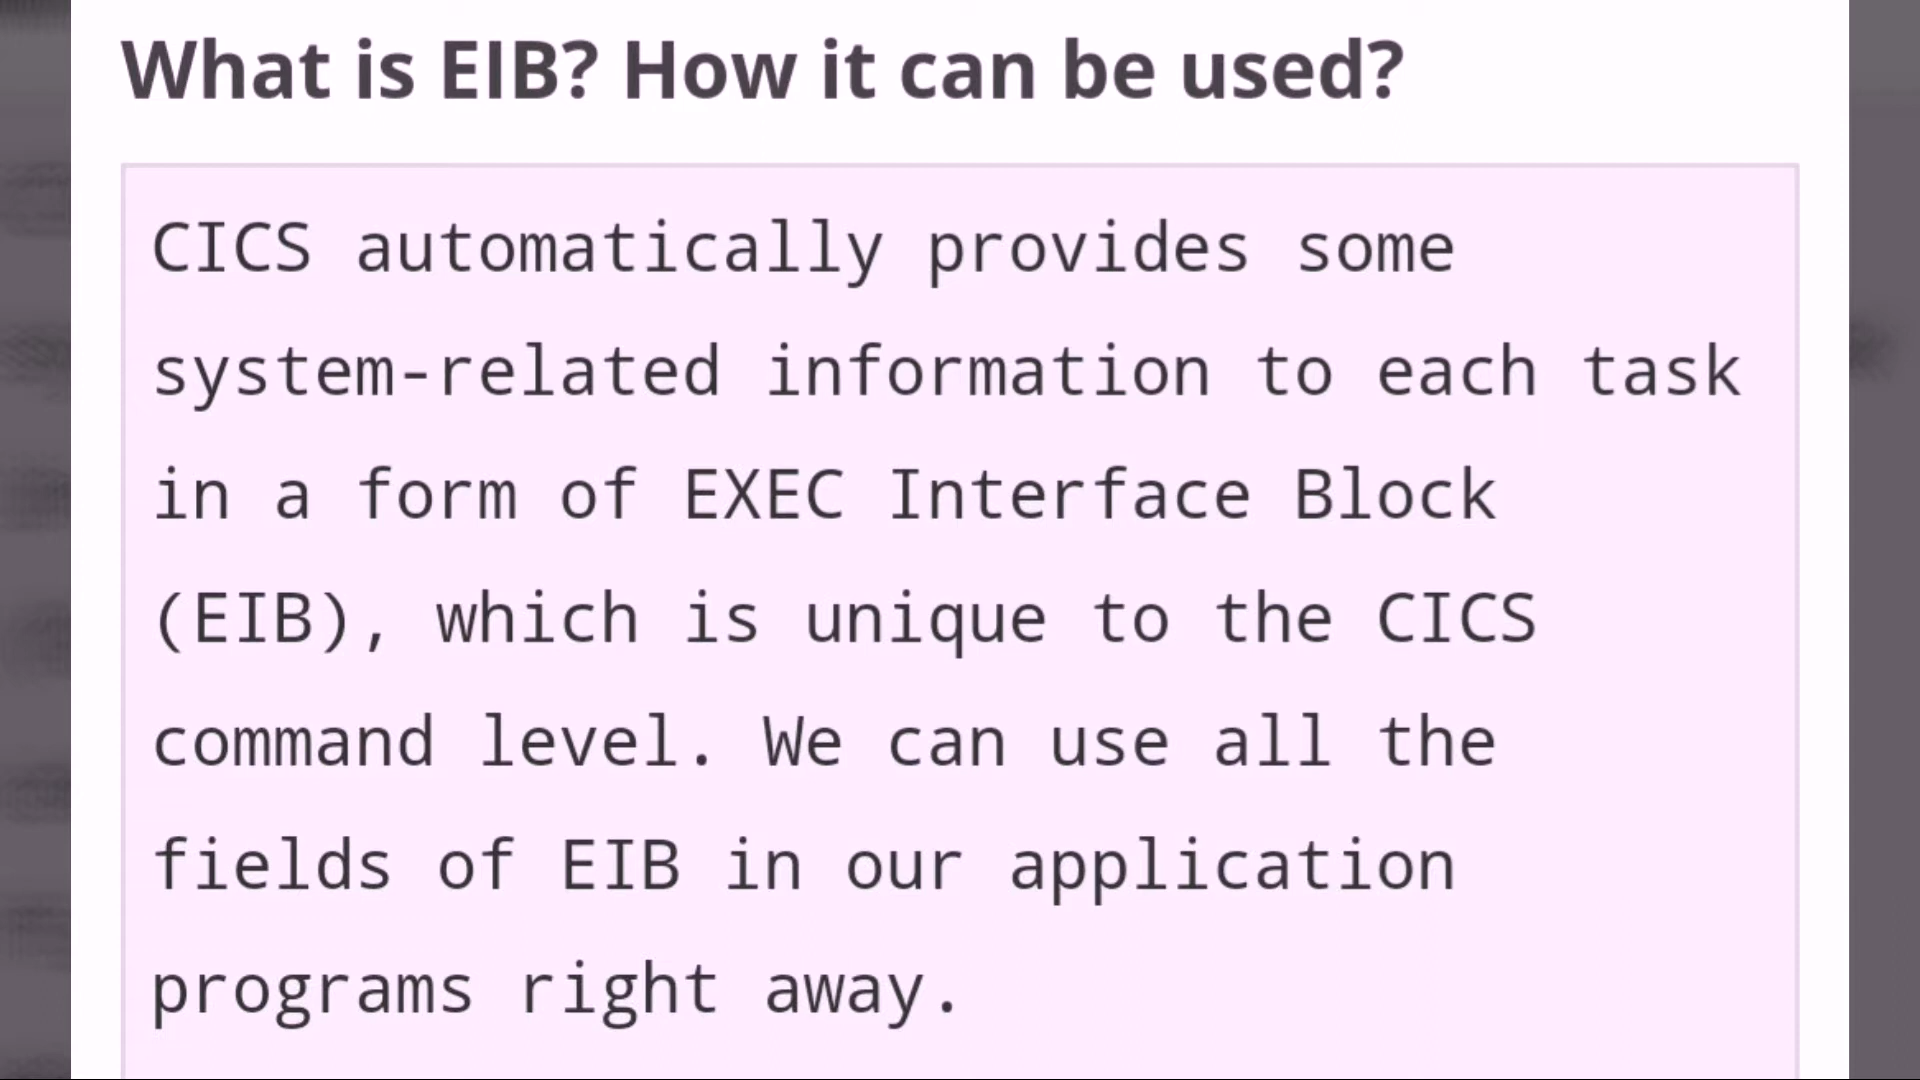 What is EIB? How it can be used?
CICS automatically provides some
system-related information to each task
in a form of EXEC Interface Block
(EIB), which is unique to the CICS
command level. We can use all the
fields of EIB in our application
programs right away.